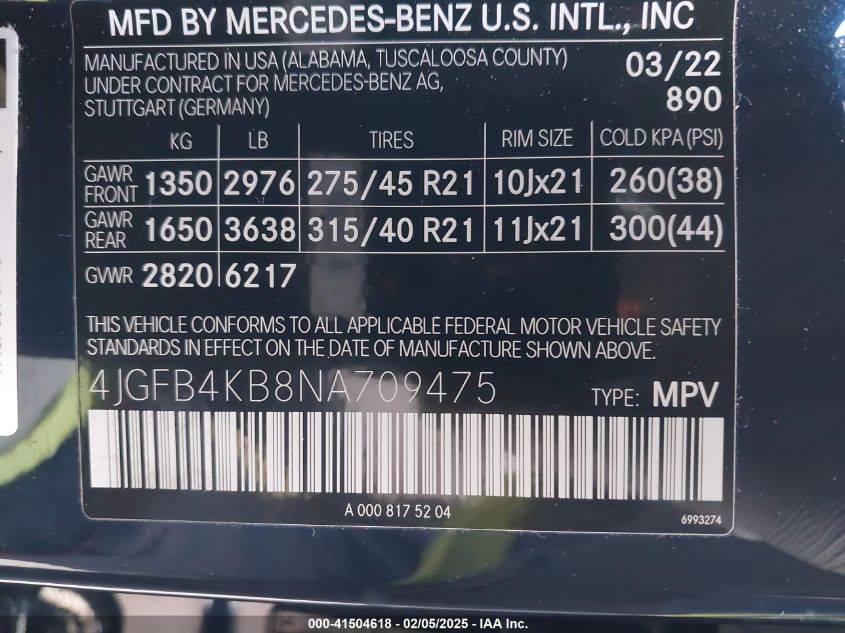 MFD BY MERCEDES-BENZ U.S. INTL., INC
MANUFACTURED IN USA (ALABAMA, TUSCALOOSA COUNTY)
UNDER CONTRACT FOR MERCEDES-BENZ AG,
STUTTGART (GERMANY)
03/22
890
KG LB TIRES RIM SIZE COLD KPA (PSI)
GAWR FRONT 1350 2976 275/45 R21 10Jx21 260(38)
GAWR REAR 1650 3638 315/40 R21 11Jx21 300(44)
GVWR 2820 6217
THIS VEHICLE CONFORMS TO ALL APPLICABLE FEDERAL MOTOR VEHICLE SAFETY
STANDARDS IN EFFECT ON THE DATE OF MANUFACTURE SHOWN ABOVE.
4JGFB4KB8NA709475 TYPE: MPV
A 000 817 52 04
6993274
000-41504618 - 02/05/2025 - IAA Inc.